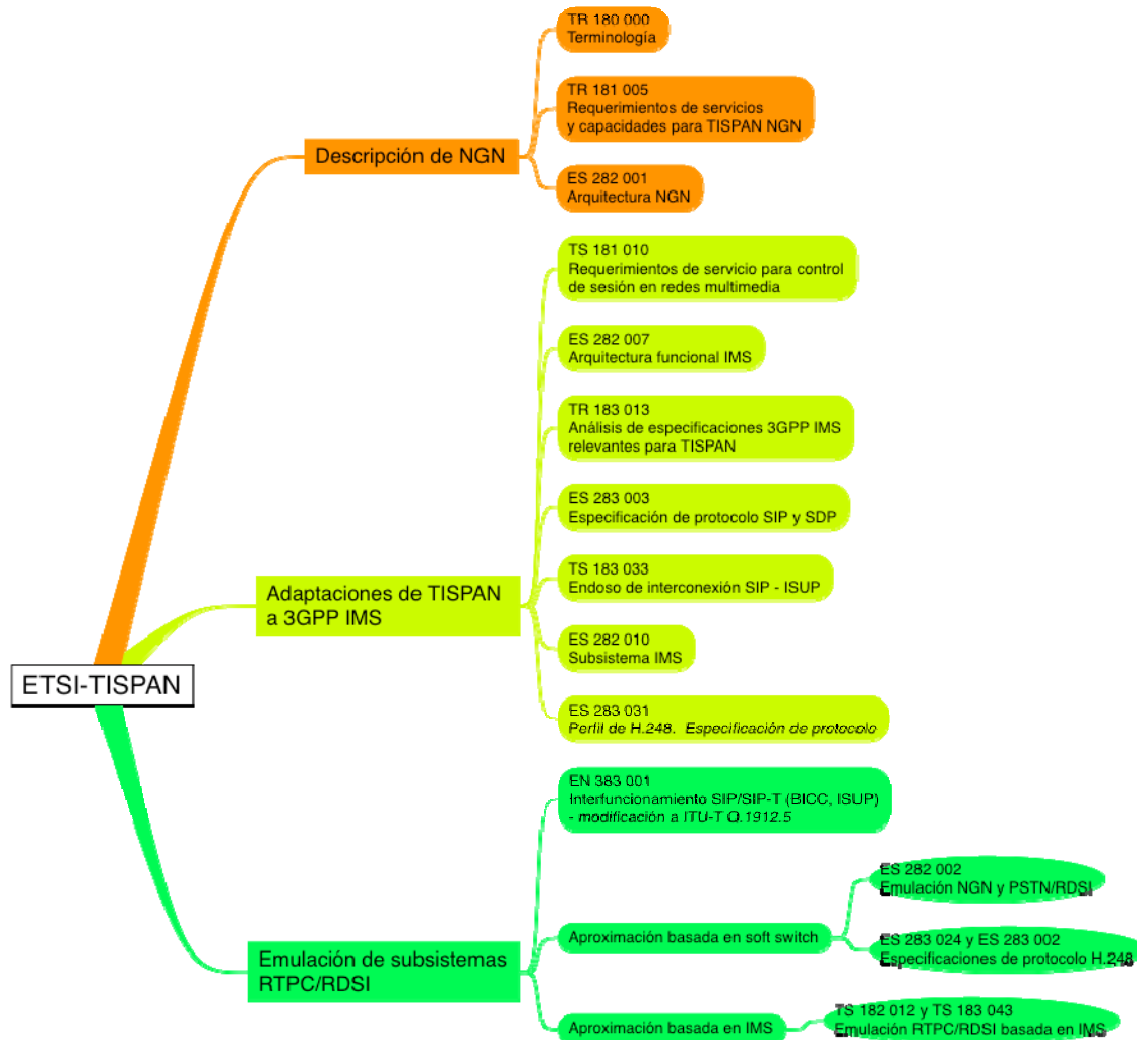 TR 180 000
Terminología
TR 181 005
Requerimientos de servicios
y capacidades para TISPAN NGN
Descripción de NGN
ES 282 001
Arquitectura NGN
TS 181 010
Requerimientos de servicio para control
de sesión en redes multimedia
ES 282 007
Arquitectura funcional IMS
TR 183 013
Análisis de especificaciones 3GPP IMS
relevantes para TISPAN
ES 283 003
Especificación de protocolo SIP y SDP
TS 183 033
Endoso de interconexión SIP - ISUP
Adaptaciones de TISPAN
a 3GPP IMS
ES 282 010
Subsistema IMS
ETSI-TISPAN
ES 283 031
Perfil de H.248. Especificación de protocolo
EN 383 001
Interfuncionamiento SIP/SIP-T (BICC, ISUP)
- modificación a ITU-T Q.1912.5
ES 282 002
Emulación NGN y PSTN/RDSI
Aproximación basada en soft switch
ES 283 024 y ES 283 002
Especificaciones de protocolo H.248
Emulación de subsistemas
RTPC/RDSI
TS 182 012 y TS 183 043
Emulación RTPC/RDSI basada en IMS
Aproximación basada en IMS